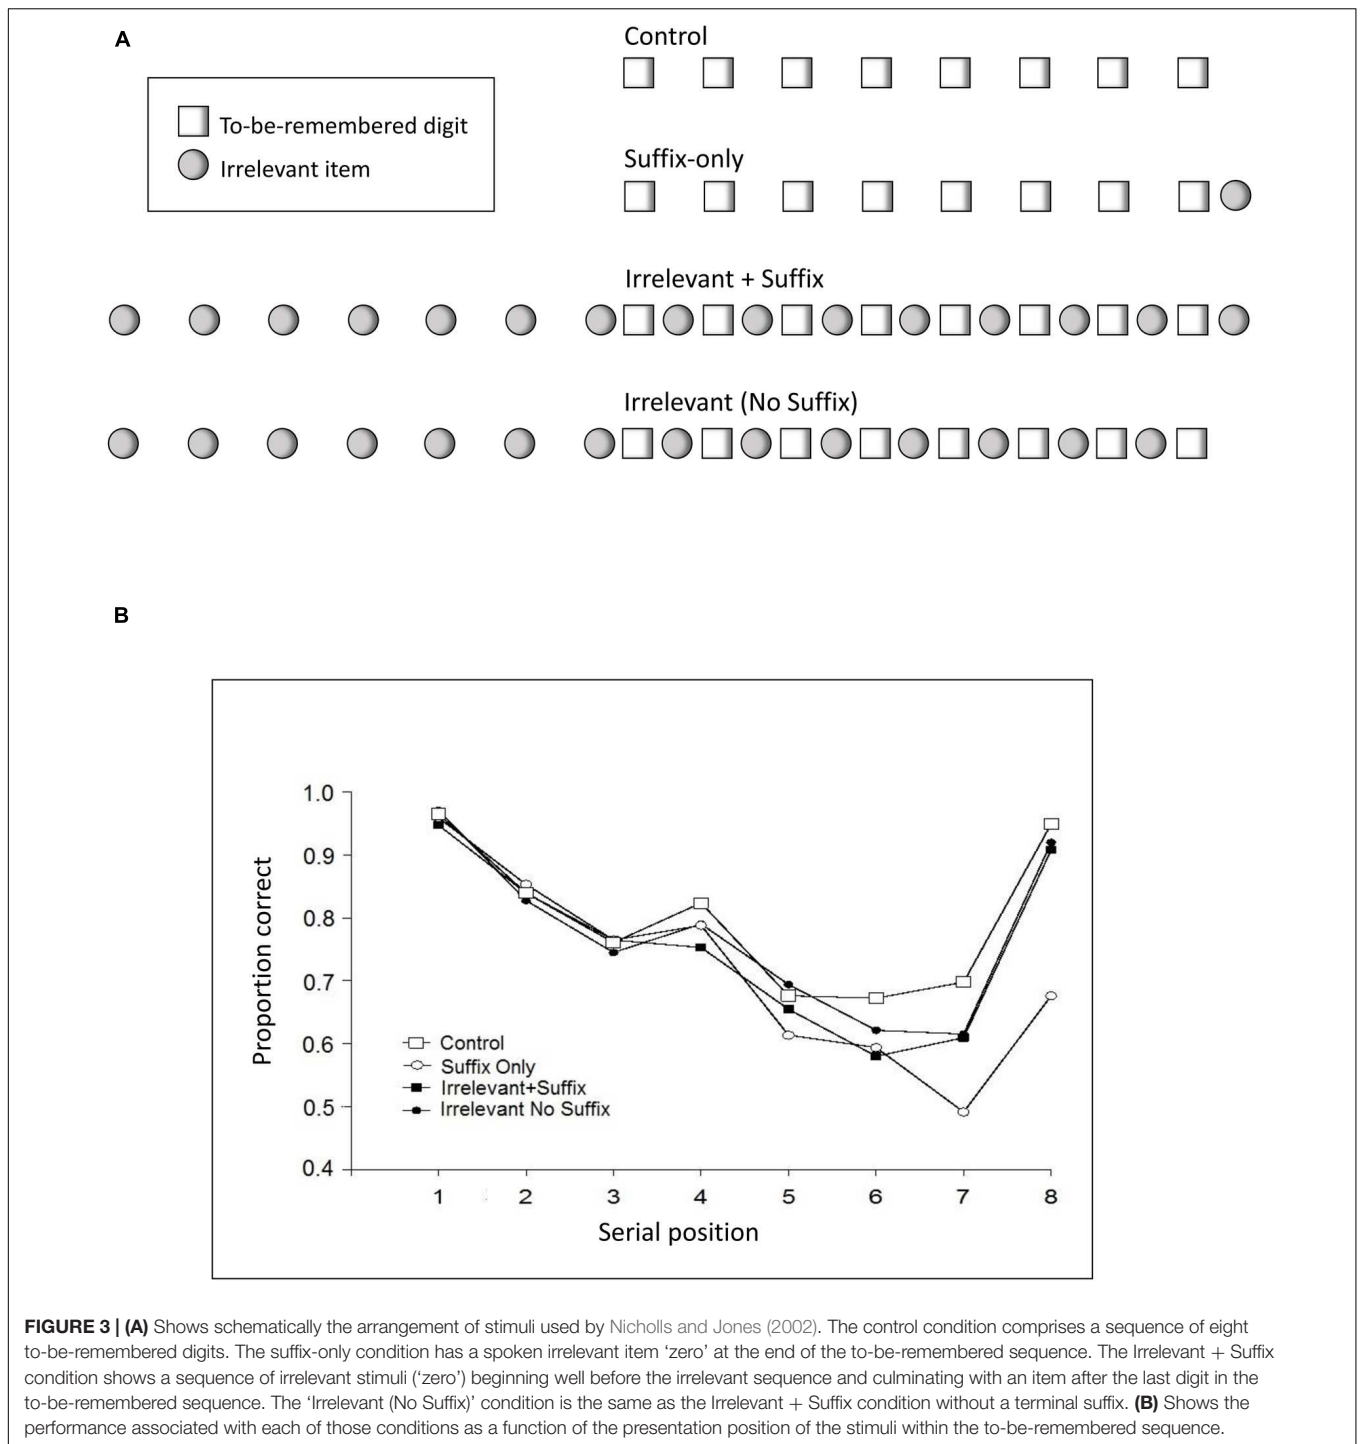 A
Control
To-be-remembered digit
Irrelevant item
Suffix-only
Irrelevant + Suffix
Irrelevant (No Suffix)
B
1.0
0.9
0.8
0.7
0.6
0.5
0.4
Proportion correct
Control
Suffix Only
Irrelevant+Suffix
Irrelevant No Suffix
1 2 3 4 5 6 7 8
Serial position
FIGURE 3 | (A) Shows schematically the arrangement of stimuli used by Nicholls and Jones (2002). The control condition comprises a sequence of eight
to-be-remembered digits. The suffix-only condition has a spoken irrelevant item ‘zero’ at the end of the to-be-remembered sequence. The Irrelevant + Suffix
condition shows a sequence of irrelevant stimuli (‘zero’) beginning well before the irrelevant sequence and culminating with an item after the last digit in the
to-be-remembered sequence. The ‘Irrelevant (No Suffix)’ condition is the same as the Irrelevant + Suffix condition without a terminal suffix. (B) Shows the
performance associated with each of those conditions as a function of the presentation position of the stimuli within the to-be-remembered sequence.